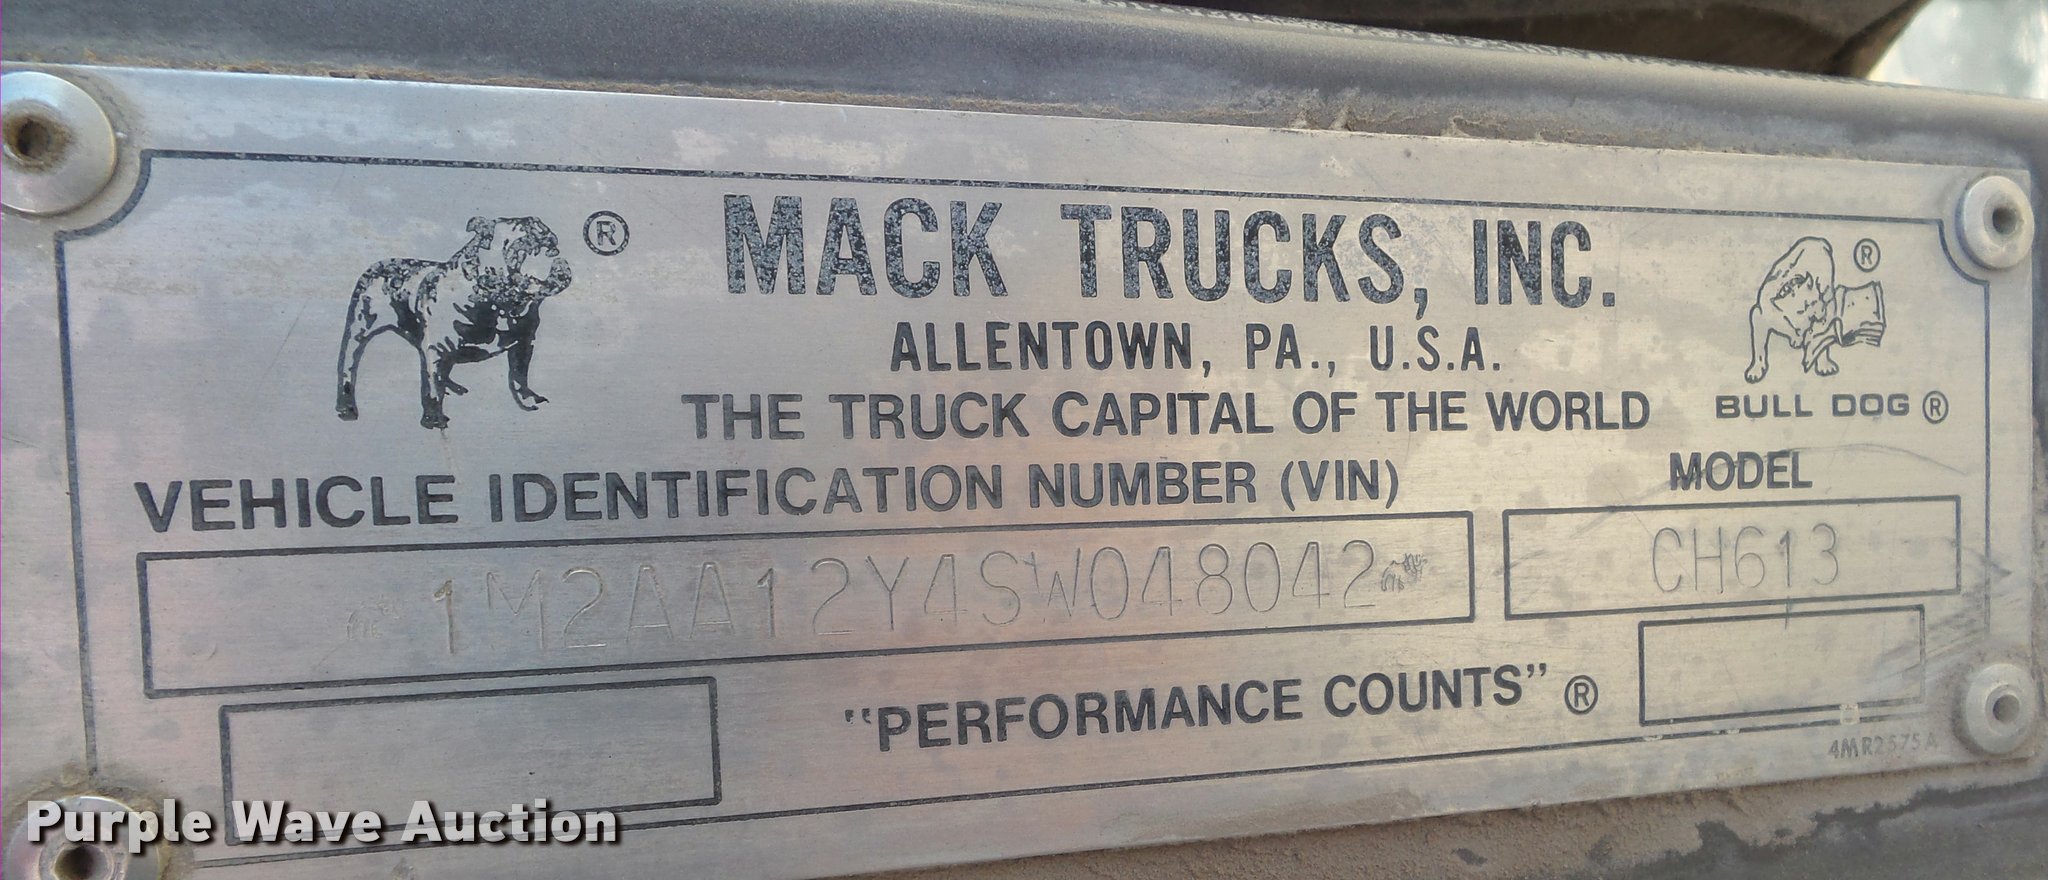 ® MACK TRUCKS, INC. ®
ALLENTOWN, PA., U.S.A.
THE TRUCK CAPITAL OF THE WORLD
BULL DOG ®
VEHICLE IDENTIFICATION NUMBER (VIN)
MODEL
1M2AA12Y4SW048042
CH613
"PERFORMANCE COUNTS" ®
4MR2575A
Purple Wave Auction